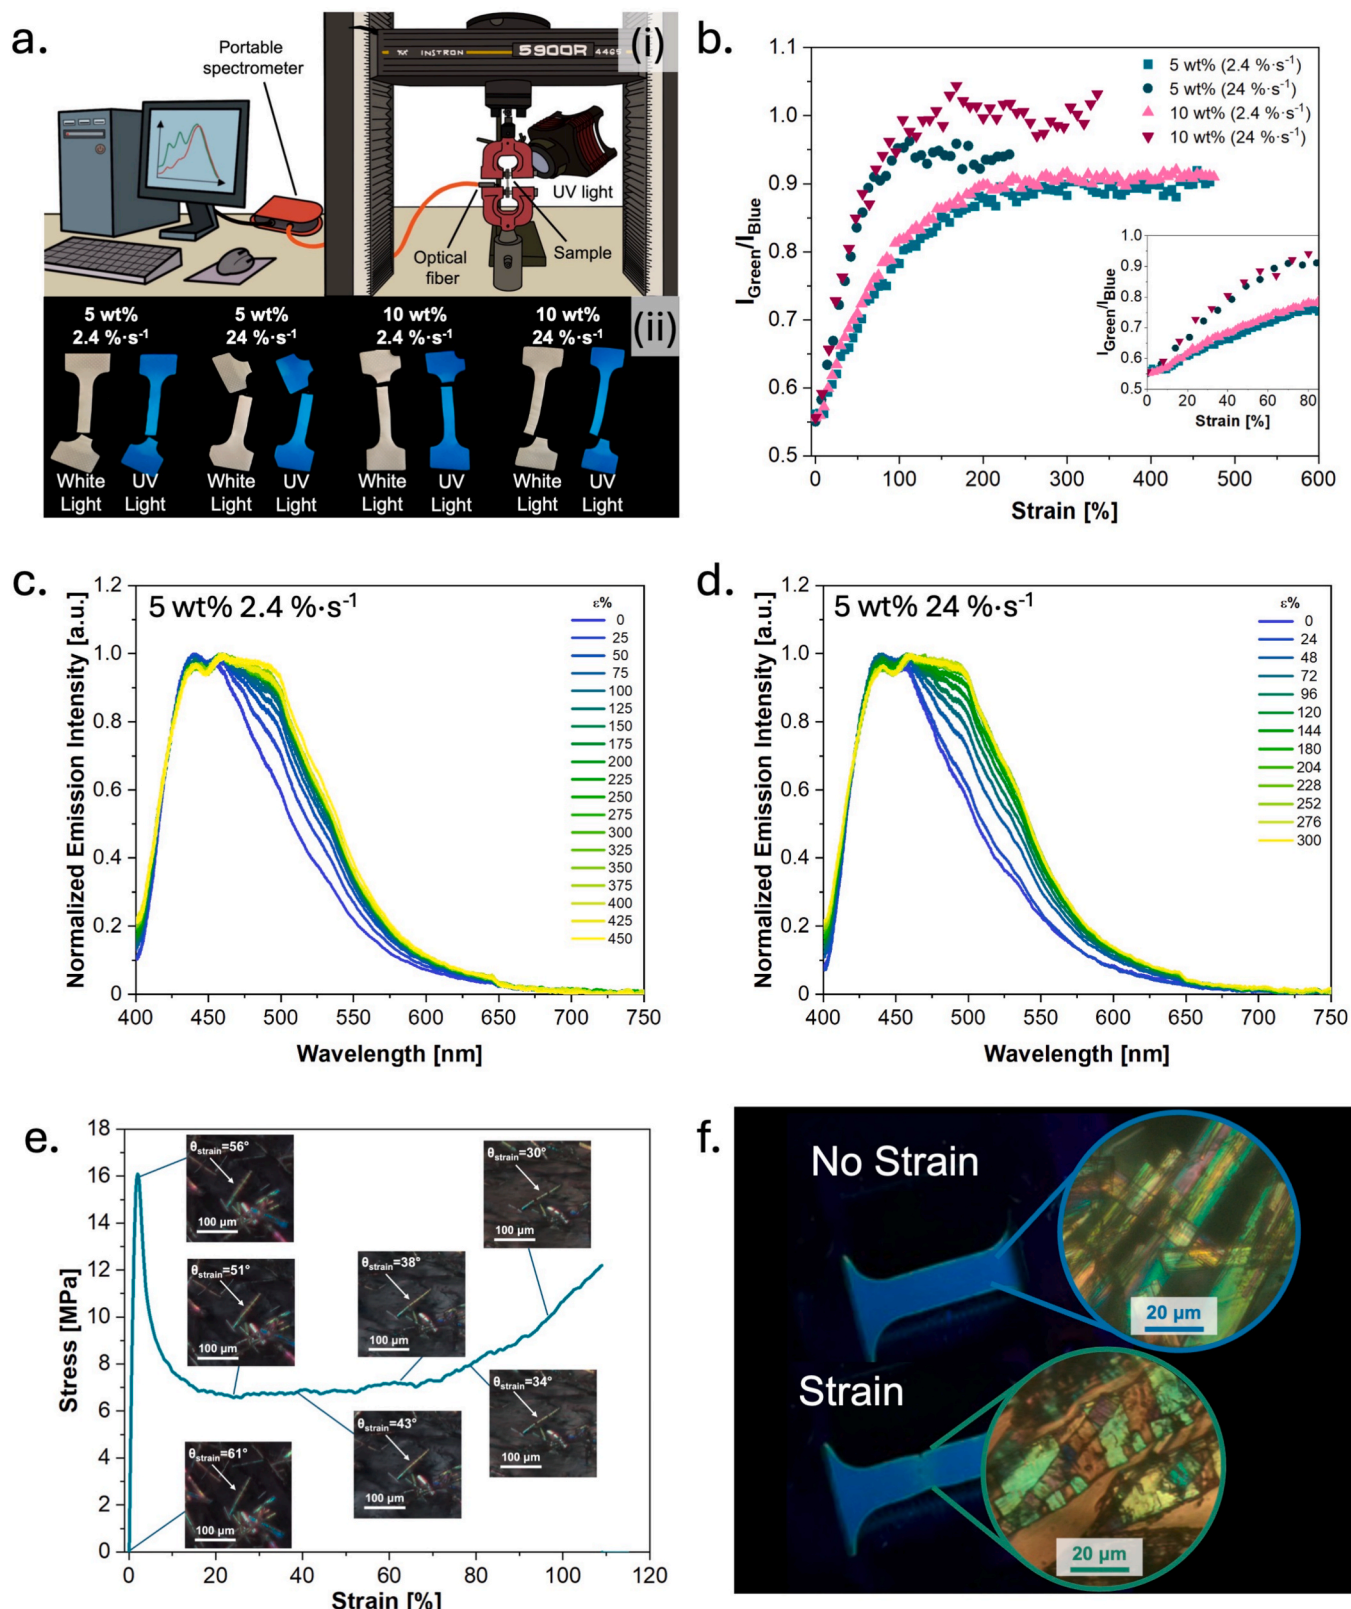 a.
(i)
Portable
spectrometer
INSTRON
5900R
4465
UV light
Optical
fiber
Sample
(ii)
5 wt%
2.4 %·s⁻¹
5 wt%
24 %·s⁻¹
10 wt%
2.4 %·s⁻¹
10 wt%
24 %·s⁻¹
White
Light
UV
Light
White
Light
UV
Light
White
Light
UV
Light
White
Light
UV
Light
b.
1.1
1.0
0.9
0.8
0.7
0.6
0.5
I_Green/I_Blue
0
100
200
300
400
500
600
Strain [%]
5 wt% (2.4 %·s⁻¹)
5 wt% (24 %·s⁻¹)
10 wt% (2.4 %·s⁻¹)
10 wt% (24 %·s⁻¹)
1.0
0.9
0.8
0.7
0.6
0.5
I_Green/I_Blue
0
20
40
60
80
Strain [%]
c.
5 wt% 2.4 %·s⁻¹
1.2
1.0
0.8
0.6
0.4
0.2
0
Normalized Emission Intensity [a.u.]
400
450
500
550
600
650
700
750
Wavelength [nm]
ε%
0
25
50
75
100
125
150
175
200
225
250
275
300
325
350
375
400
425
450
d.
5 wt% 24 %·s⁻¹
1.2
1.0
0.8
0.6
0.4
0.2
0
Normalized Emission Intensity [a.u.]
400
450
500
550
600
650
700
750
Wavelength [nm]
ε%
0
24
48
72
96
120
144
180
204
228
252
276
300
e.
18
16
14
12
10
8
6
4
2
0
Stress [MPa]
0
20
40
60
80
100
120
Strain [%]
θ_strain=56°
100 µm
θ_strain=51°
100 µm
θ_strain=61°
100 µm
θ_strain=38°
100 µm
θ_strain=43°
100 µm
θ_strain=30°
100 µm
θ_strain=34°
100 µm
f.
No Strain
20 µm
Strain
20 µm